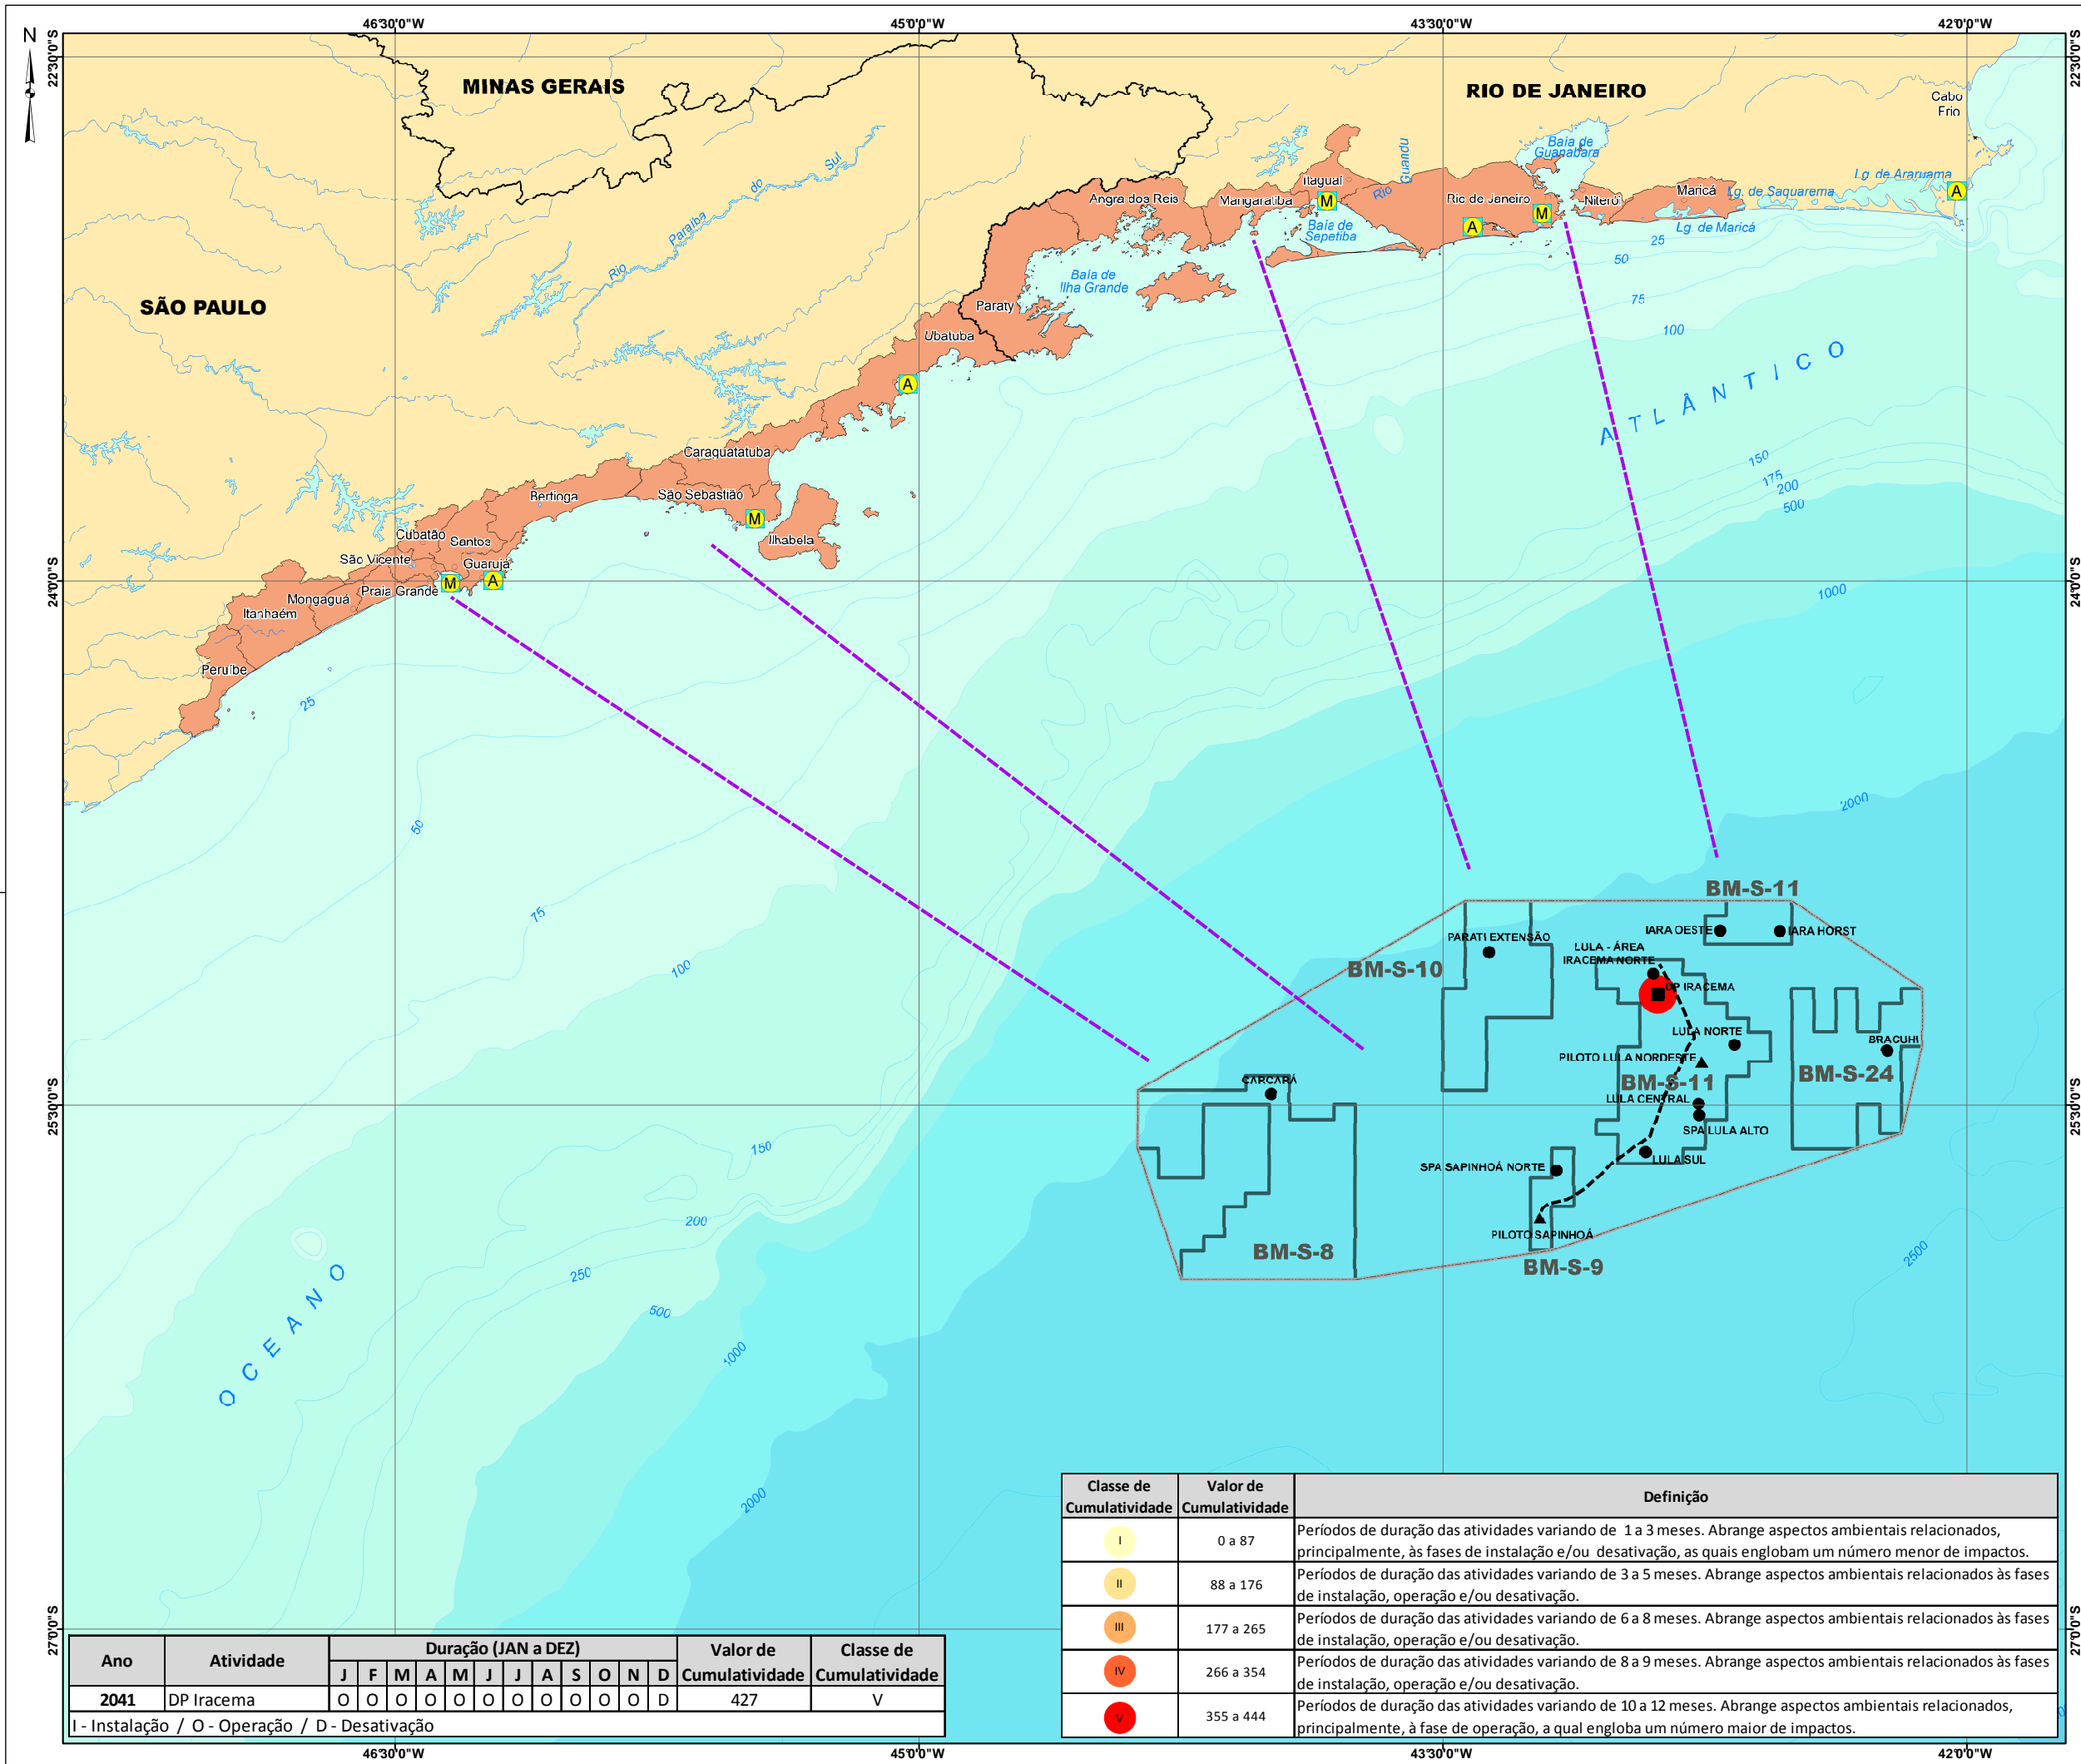 46°30'0"W 45°0'0"W 43°30'0"W 42°0'0"W
N
22°30'0"S
22°30'0"S
MINAS GERAIS
RIO DE JANEIRO
Cabo
Frio
Baía de
Guanabara
Rio Paraíba do Sul
Rio Guandu
Itaguaí
Lg. de Araruama
Angra dos Reis
Mangaratiba
M
Rio de Janeiro
M
A
Niterói
Maricá
Lg. de Saquarema
A
Lg. de Maricá
Baía de
Sepetiba
25
50
75
100
Baía de
Ilha Grande
SÃO PAULO
Paraty
Ubatuba
A
ATLÂNTICO
150
175
200
500
1000
2000
Caraguatatuba
São Sebastião
M
Ilhabela
Bertioga
Cubatão
Santos
São Vicente
Guarujá
M
A
Praia Grande
Mongaguá
Itanhaém
Peruíbe
24°0'0"S
24°0'0"S
25
50
75
100
150
200
250
500
1000
2000
2500
OCEANO
BM-S-11
IARA OESTE
IARA HORST
PARATI EXTENSÃO
LULA - ÁREA
IRACEMA NORTE
BM-S-10
DP IRACEMA
LULA NORTE
BRACUHI
PILOTO LULA NORDESTE
BM-S-11
BM-S-24
CARCARÁ
LULA CENTRAL
SPA LULA ALTO
LULA SUL
SPA SAPINHOÁ NORTE
PILOTO SAPINHOÁ
BM-S-8
BM-S-9
25°30'0"S
25°30'0"S
Classe de Cumulatividade Valor de Cumulatividade Definição
I 0 a 87 Períodos de duração das atividades variando de 1 a 3 meses. Abrange aspectos ambientais relacionados,
principalmente, às fases de instalação e/ou desativação, as quais englobam um número menor de impactos.
II 88 a 176 Períodos de duração das atividades variando de 3 a 5 meses. Abrange aspectos ambientais relacionados às fases
de instalação, operação e/ou desativação.
III 177 a 265 Períodos de duração das atividades variando de 6 a 8 meses. Abrange aspectos ambientais relacionados às fases
de instalação, operação e/ou desativação.
IV 266 a 354 Períodos de duração das atividades variando de 8 a 9 meses. Abrange aspectos ambientais relacionados às fases
de instalação, operação e/ou desativação.
V 355 a 444 Períodos de duração das atividades variando de 10 a 12 meses. Abrange aspectos ambientais relacionados,
principalmente, à fase de operação, a qual engloba um número maior de impactos.
27°0'0"S
27°0'0"S
Ano Atividade Duração (JAN a DEZ) Valor de Cumulatividade Classe de Cumulatividade
J F M A M J J A S O N D
2041 DP Iracema O O O O O O O O O O O D 427 V
I - Instalação / O - Operação / D - Desativação
46°30'0"W 45°0'0"W 43°30'0"W 42°0'0"W